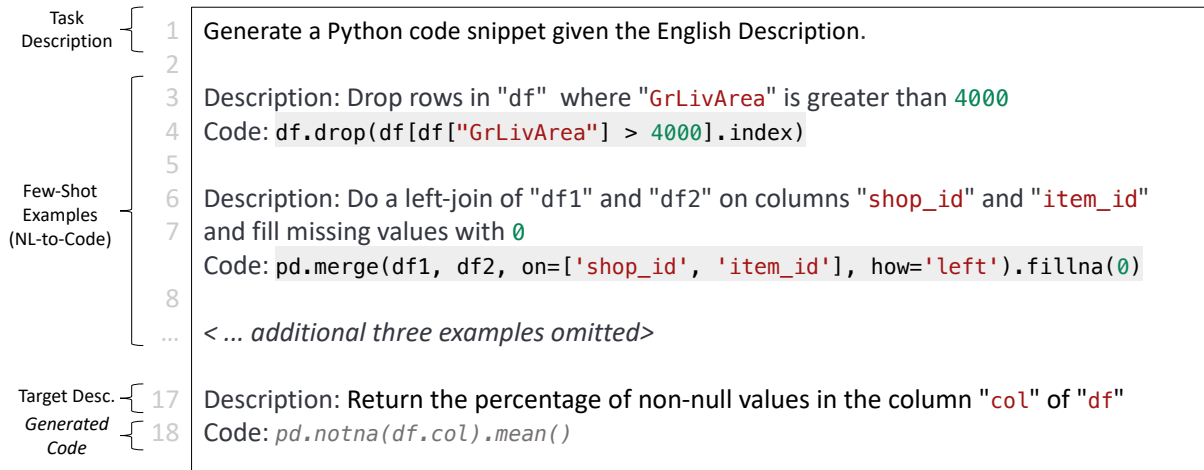 Task
Description
1 Generate a Python code snippet given the English Description.
2
3 Description: Drop rows in "df" where "GrLivArea" is greater than 4000
4 Code: df.drop(df[df["GrLivArea"] > 4000].index)
5
Few-Shot
Examples
(NL-to-Code)
6 Description: Do a left-join of "df1" and "df2" on columns "shop_id" and "item_id"
7 and fill missing values with 0
Code: pd.merge(df1, df2, on=['shop_id', 'item_id'], how='left').fillna(0)
8
... < ... additional three examples omitted>
Target Desc.
17 Description: Return the percentage of non-null values in the column "col" of "df"
Generated
Code
18 Code: pd.notna(df.col).mean()